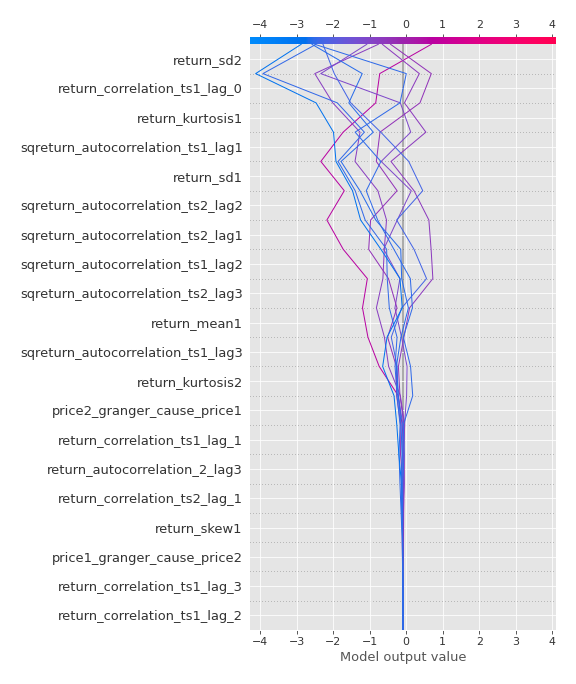 −4 −3 −2 −1 0 1 2 3 4
return_sd2
return_correlation_ts1_lag_0
return_kurtosis1
sqreturn_autocorrelation_ts1_lag1
return_sd1
sqreturn_autocorrelation_ts2_lag2
sqreturn_autocorrelation_ts2_lag1
sqreturn_autocorrelation_ts1_lag2
sqreturn_autocorrelation_ts2_lag3
return_mean1
sqreturn_autocorrelation_ts1_lag3
return_kurtosis2
price2_granger_cause_price1
return_correlation_ts1_lag_1
return_autocorrelation_2_lag3
return_correlation_ts2_lag_1
return_skew1
price1_granger_cause_price2
return_correlation_ts1_lag_3
return_correlation_ts1_lag_2
−4 −3 −2 −1 0 1 2 3 4
Model output value